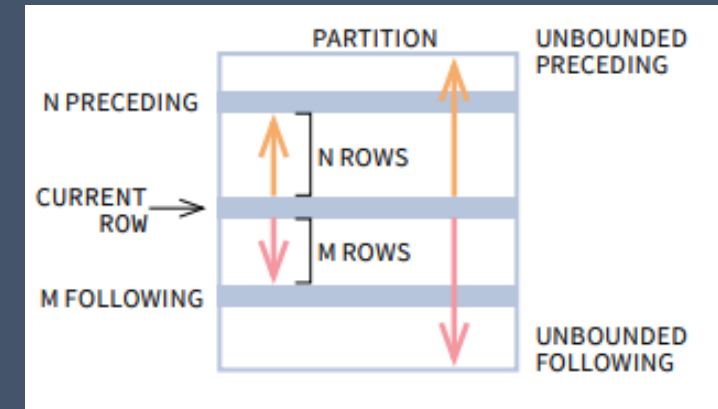 PARTITION
UNBOUNDED
PRECEDING
N PRECEDING
N ROWS
CURRENT
ROW
M ROWS
M FOLLOWING
UNBOUNDED
FOLLOWING